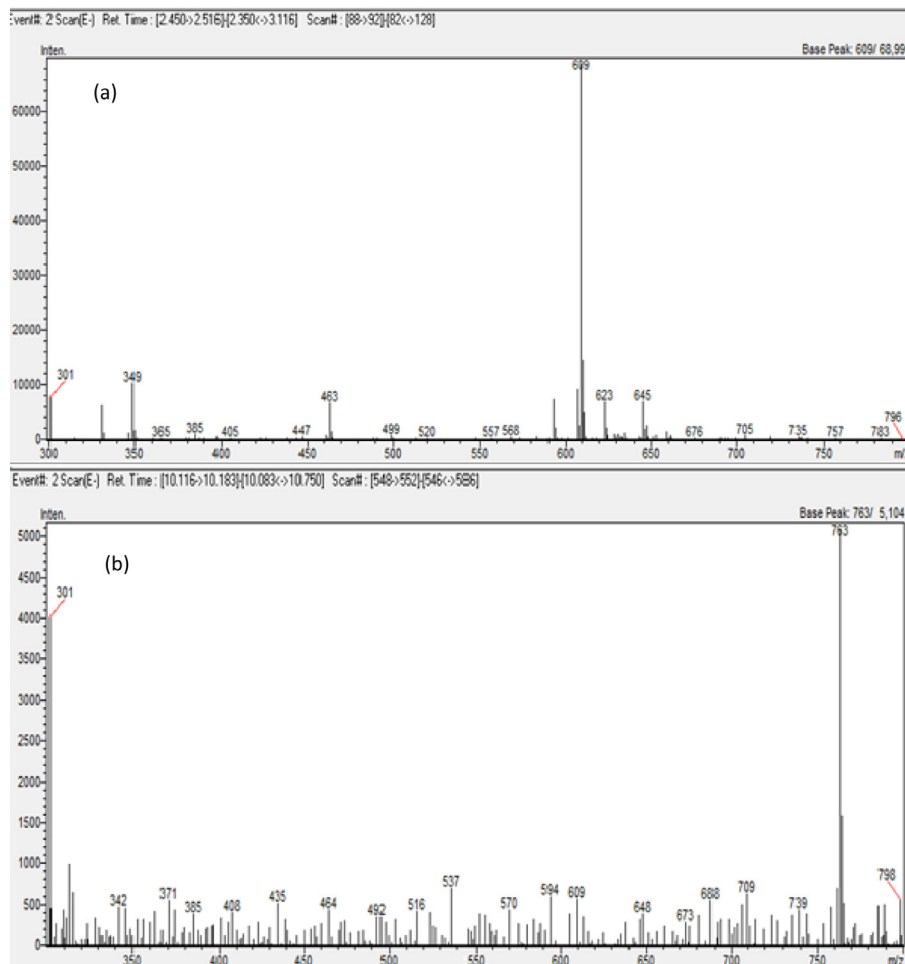 Event#: 2 Scan(E-) Ret. Time : [2.450->2.516]-[2.350<->3.116] Scan# : [88->92]-[82<->128]
Inten. Base Peak: 609/ 68,99
(a)
609
60000
50000
40000
30000
20000
10000
301 349 365 385 405 447 463 499 520 557 568 623 645 676 705 735 757 783 796
0
300 350 400 450 500 550 600 650 700 750 m/z
Event#: 2 Scan(E-) Ret. Time : [10.116->10.183]-[10.083<->10.750] Scan# : [548->552]-[546<->586]
Inten. Base Peak: 763/ 5,104
(b)
763
5000
4500
4000
3500
3000
2500
2000
1500
1000
500
301 342 371 385 408 435 464 492 516 537 570 594 609 648 673 688 709 739 798
0
350 400 450 500 550 600 650 700 750 m/z